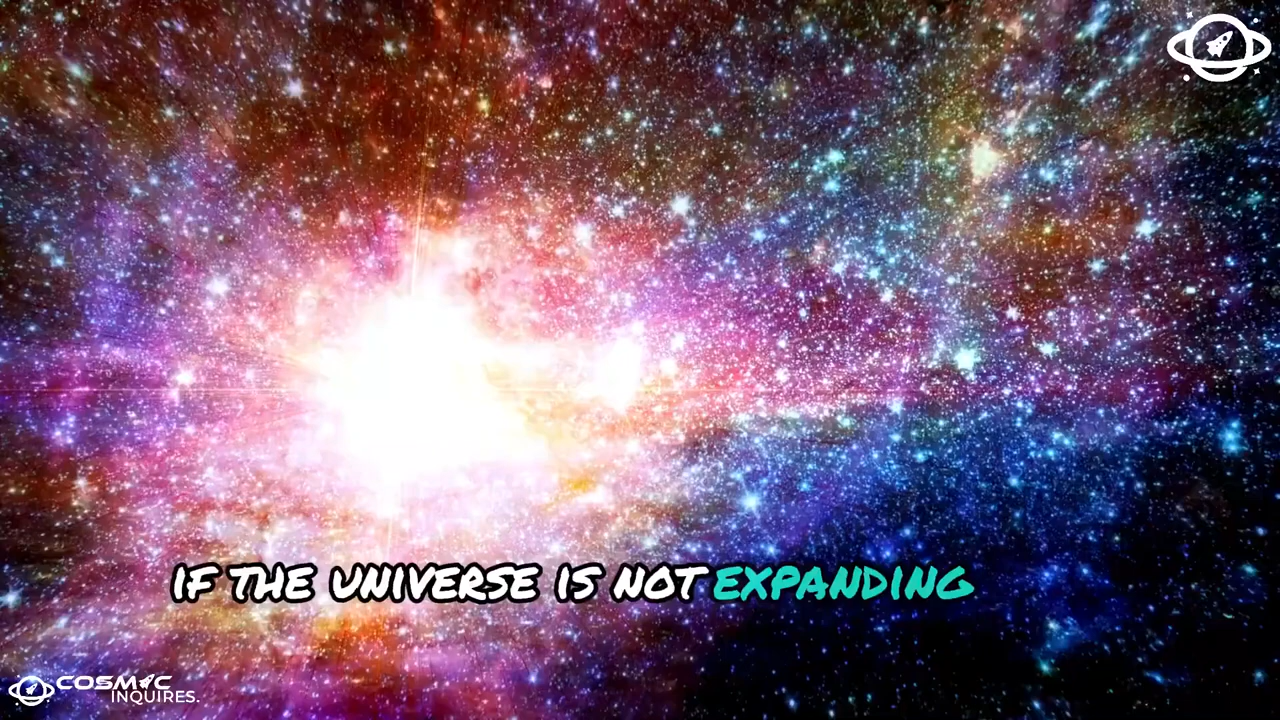 IF THE UNIVERSE IS NOT EXPANDING
COSMIC
INQUIRES.